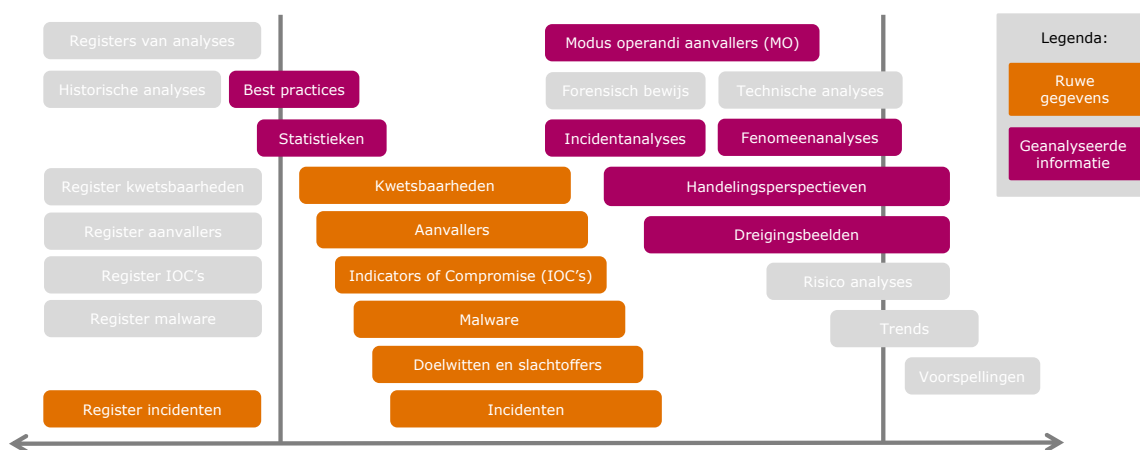 Registers van analyses
Modus operandi aanvallers (MO)
Legenda:
Historische analyses
Best practices
Forensisch bewijs
Technische analyses
Ruwe
gegevens
Statistieken
Incidentanalyses
Fenomeenanalyses
Geanalyseerde
informatie
Register kwetsbaarheden
Kwetsbaarheden
Handelingsperspectieven
Register aanvallers
Aanvallers
Dreigingsbeelden
Register IOC's
Indicators of Compromise (IOC's)
Risico analyses
Register malware
Malware
Trends
Doelwitten en slachtoffers
Voorspellingen
Register incidenten
Incidenten